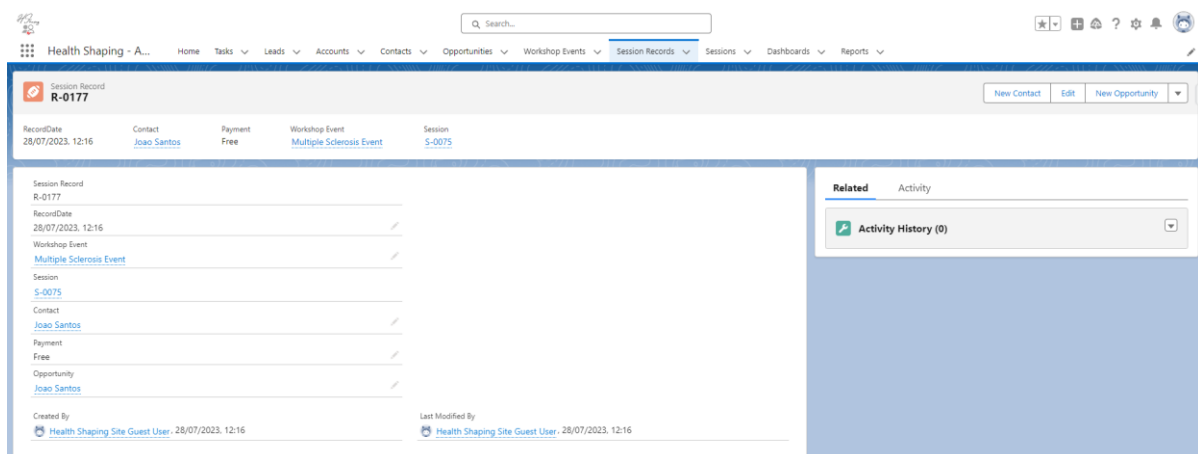 Search...
Health Shaping - A... Home Tasks Leads Accounts Contacts Opportunities Workshop Events Session Records Sessions Dashboards Reports
Session Record
R-0177
New Contact Edit New Opportunity
RecordDate Contact Payment Workshop Event Session
28/07/2023, 12:16 Joao Santos Free Multiple Sclerosis Event S-0075
Session Record
R-0177
RecordDate
28/07/2023, 12:16
Workshop Event
Multiple Sclerosis Event
Session
S-0075
Contact
Joao Santos
Payment
Free
Opportunity
Joao Santos
Created By
Health Shaping Site Guest User, 28/07/2023, 12:16
Last Modified By
Health Shaping Site Guest User, 28/07/2023, 12:16
Related Activity
Activity History (0)